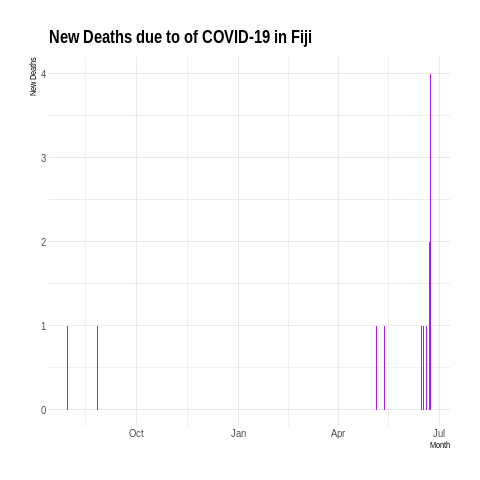 New Deaths due to of COVID-19 in Fiji
New Deaths
4
3
2
1
0
Oct Jan Apr Jul
Month